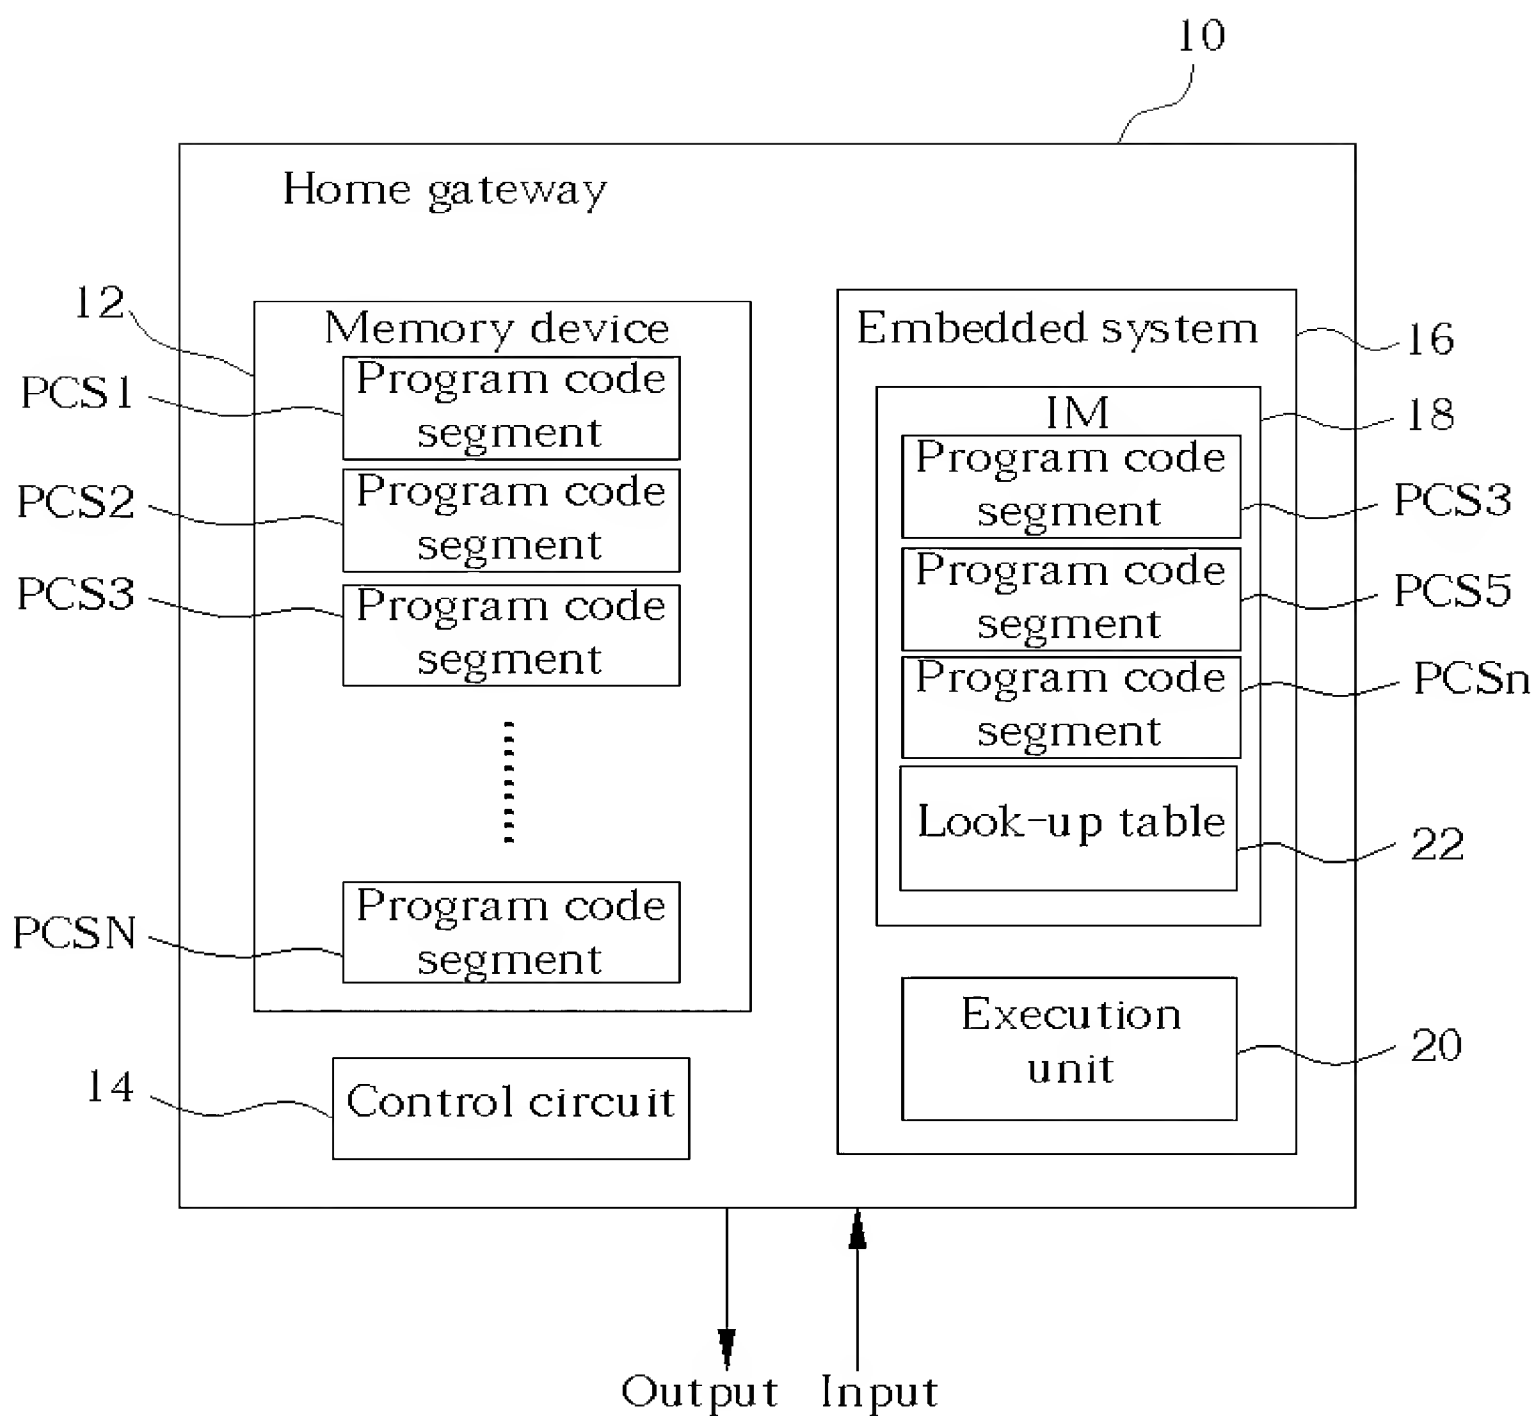 10
Home gateway
12
Memory device
PCS1
Program code
segment
PCS2
Program code
segment
PCS3
Program code
segment
PCSN
Program code
segment
14
Control circuit
Embedded system
16
IM
18
Program code
segment
PCS3
Program code
segment
PCS5
Program code
segment
PCSn
Look-up table
22
Execution
unit
20
Output
Input